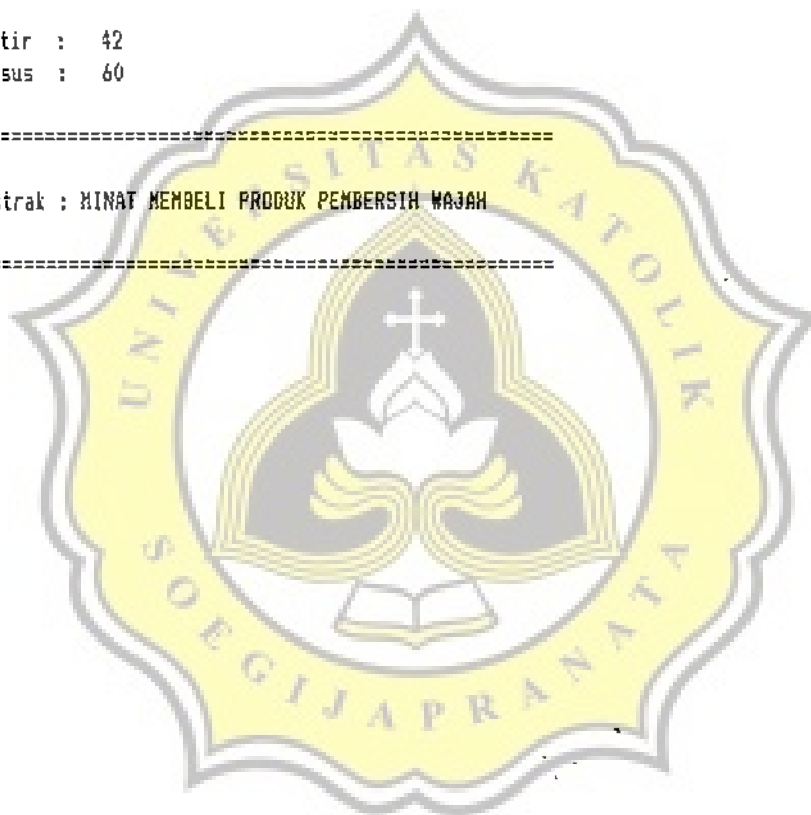 tir : 42
sus : 60
trak : MINAT MEMBELI PRODUK PEMBERSIH WAJAH
UNIVERSITAS KATOLIK
SOEGIJAPRANATA